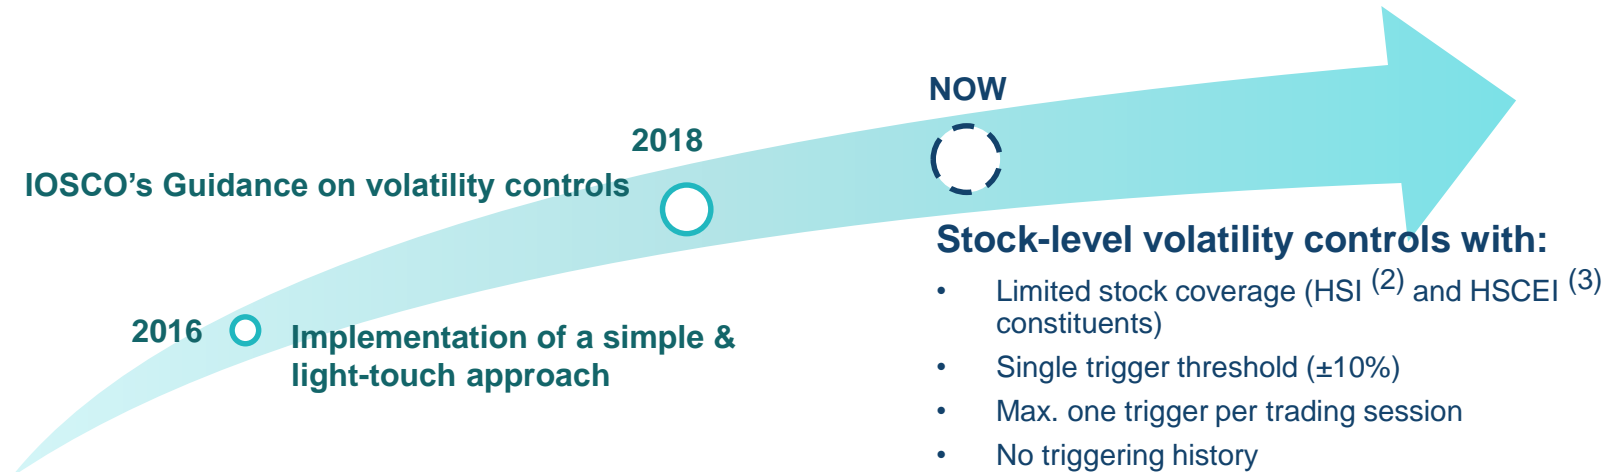 2016
Implementation of a simple &
light-touch approach
2018
IOSCO's Guidance on volatility controls
NOW
Stock-level volatility controls with:
• Limited stock coverage (HSI (2) and HSCEI (3)
constituents)
• Single trigger threshold (±10%)
• Max. one trigger per trading session
• No triggering history